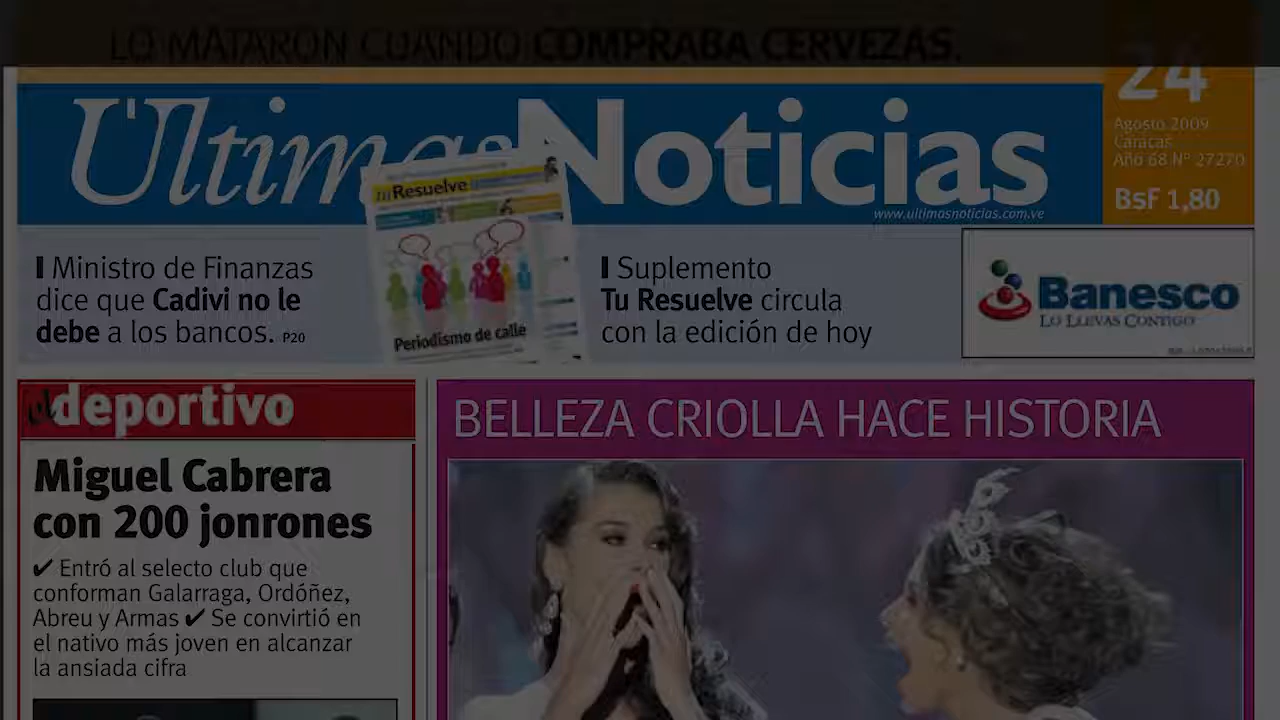 LO MATARON CUANDO COMPRABA CERVEZAS.
Últimas Noticias
www.ultimasnoticias.com.ve
24
Agosto 2009
Caracas
Año 68 N° 27270
BsF 1,80
Ministro de Finanzas
dice que Cadivi no le
debe a los bancos. P20
tu Resuelve
Periodismo de calle
Suplemento
Tu Resuelve circula
con la edición de hoy
Banesco
LO LLEVAS CONTIGO
deportivo
Miguel Cabrera
con 200 jonrones
✔ Entró al selecto club que
conforman Galarraga, Ordóñez,
Abreu y Armas ✔ Se convirtió en
el nativo más joven en alcanzar
la ansiada cifra
BELLEZA CRIOLLA HACE HISTORIA